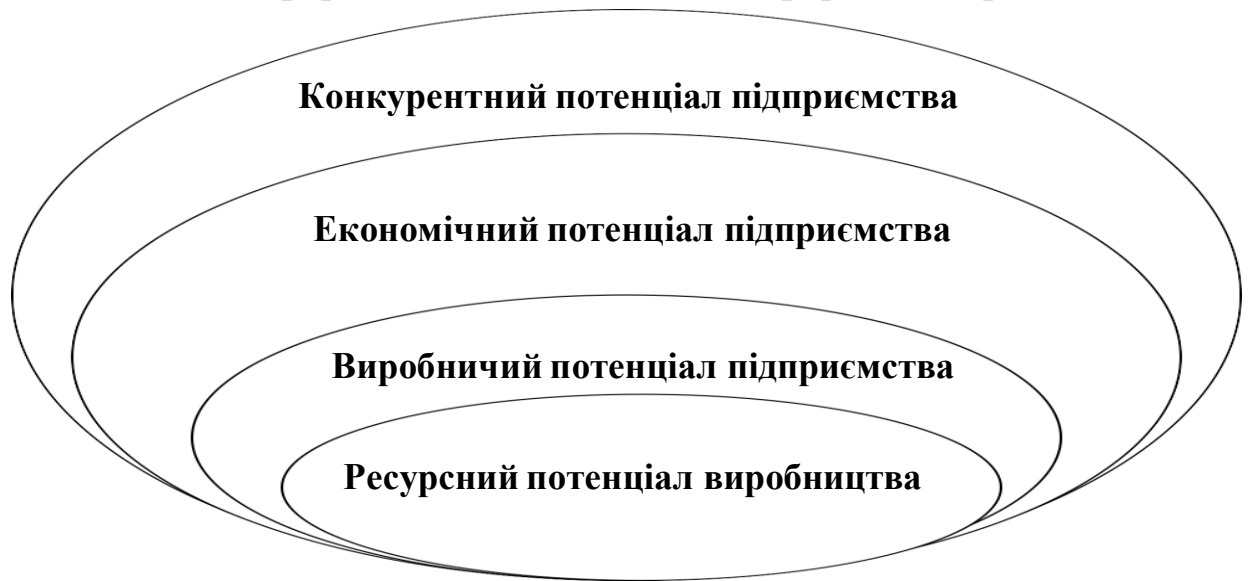 Конкурентний потенціал підприємства
Економічний потенціал підприємства
Виробничий потенціал підприємства
Ресурсний потенціал виробництва